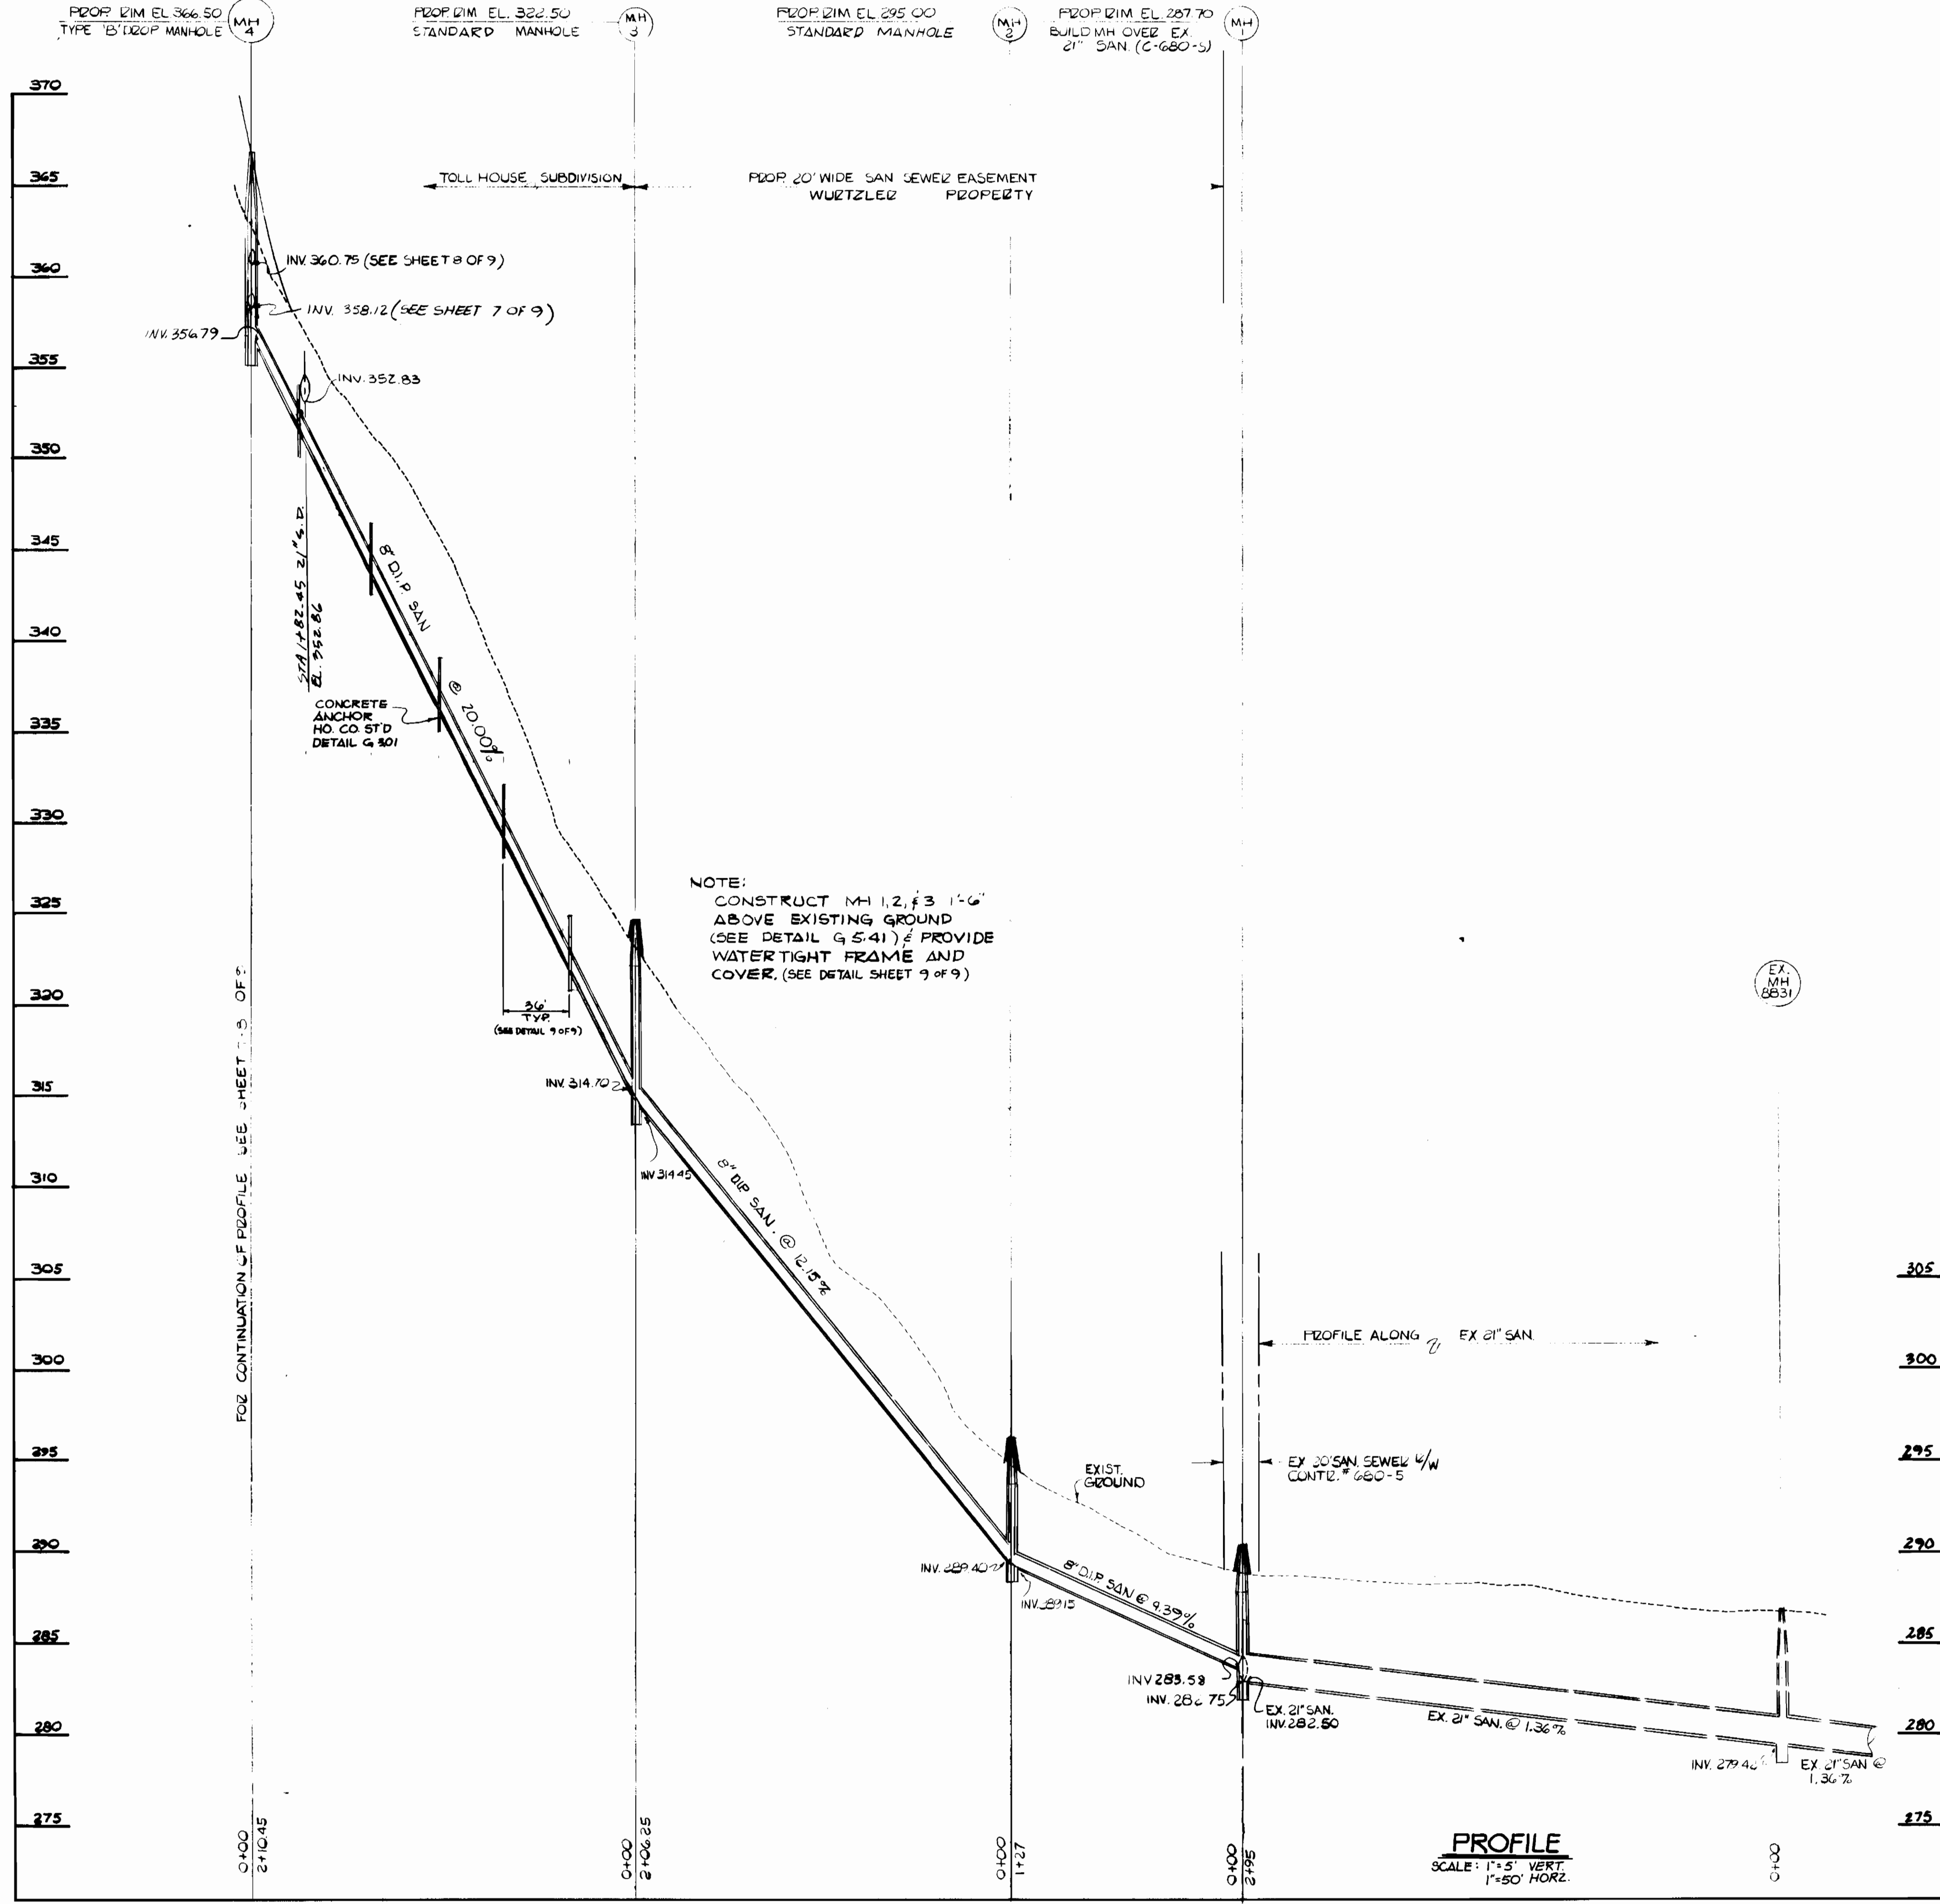 PROP. RIM EL 366.50
TYPE 'B' DROP MANHOLE
MH
4
PROP. RIM EL. 322.50
STANDARD MANHOLE
MH
3
PROP. RIM EL. 295.00
STANDARD MANHOLE
MH
2
PROP. RIM EL. 287.70
BUILD MH OVER EX.
21" SAN. (C-680-S)
MH
1
370
365
360
355
350
345
340
335
330
325
320
315
310
305
300
295
290
285
280
275
TOLL HOUSE SUBDIVISION
PROP. 20' WIDE SAN SEWER EASEMENT
WURTZLER PROPERTY
INV. 360.75 (SEE SHEET 8 OF 9)
INV. 358.12 (SEE SHEET 7 OF 9)
INV. 356.79
INV. 352.83
STA 1+82.45 21" S.D.
EL. 352.86
8" D.I.P. SAN @ 20.00%
CONCRETE
ANCHOR
HO. CO. ST'D
DETAIL G 3.01
36'
TYP.
(SEE DETAIL 9 OF 9)
NOTE:
CONSTRUCT MH 1, 2, & 3 1'-6"
ABOVE EXISTING GROUND
(SEE DETAIL G 5.41) & PROVIDE
WATER TIGHT FRAME AND
COVER. (SEE DETAIL SHEET 9 OF 9)
EX.
MH
8831
FOR CONTINUATION OF PROFILE SEE SHEET 8 OF
INV. 314.70
INV 314.45
8" DIP SAN. @ 12.15%
305
300
295
290
285
280
275
PROFILE ALONG EX 21" SAN.
EX 20' SAN. SEWER R/W
CONTR. # 680-S
EXIST.
GROUND
INV. 289.40
INV. 289.15
8" D.I.P. SAN @ 4.39%
INV 283.58
INV.
EX. 21" SAN.
INV. 282.50
EX. 21" SAN. @ 1.36%
INV.
EX. 21" SAN @
1.36%
0+00
2+10.45
0+00
2+06.25
0+00
1+27
0+00
2+95
0+00
PROFILE
SCALE: 1"=5' VERT.
1"=50' HORZ.